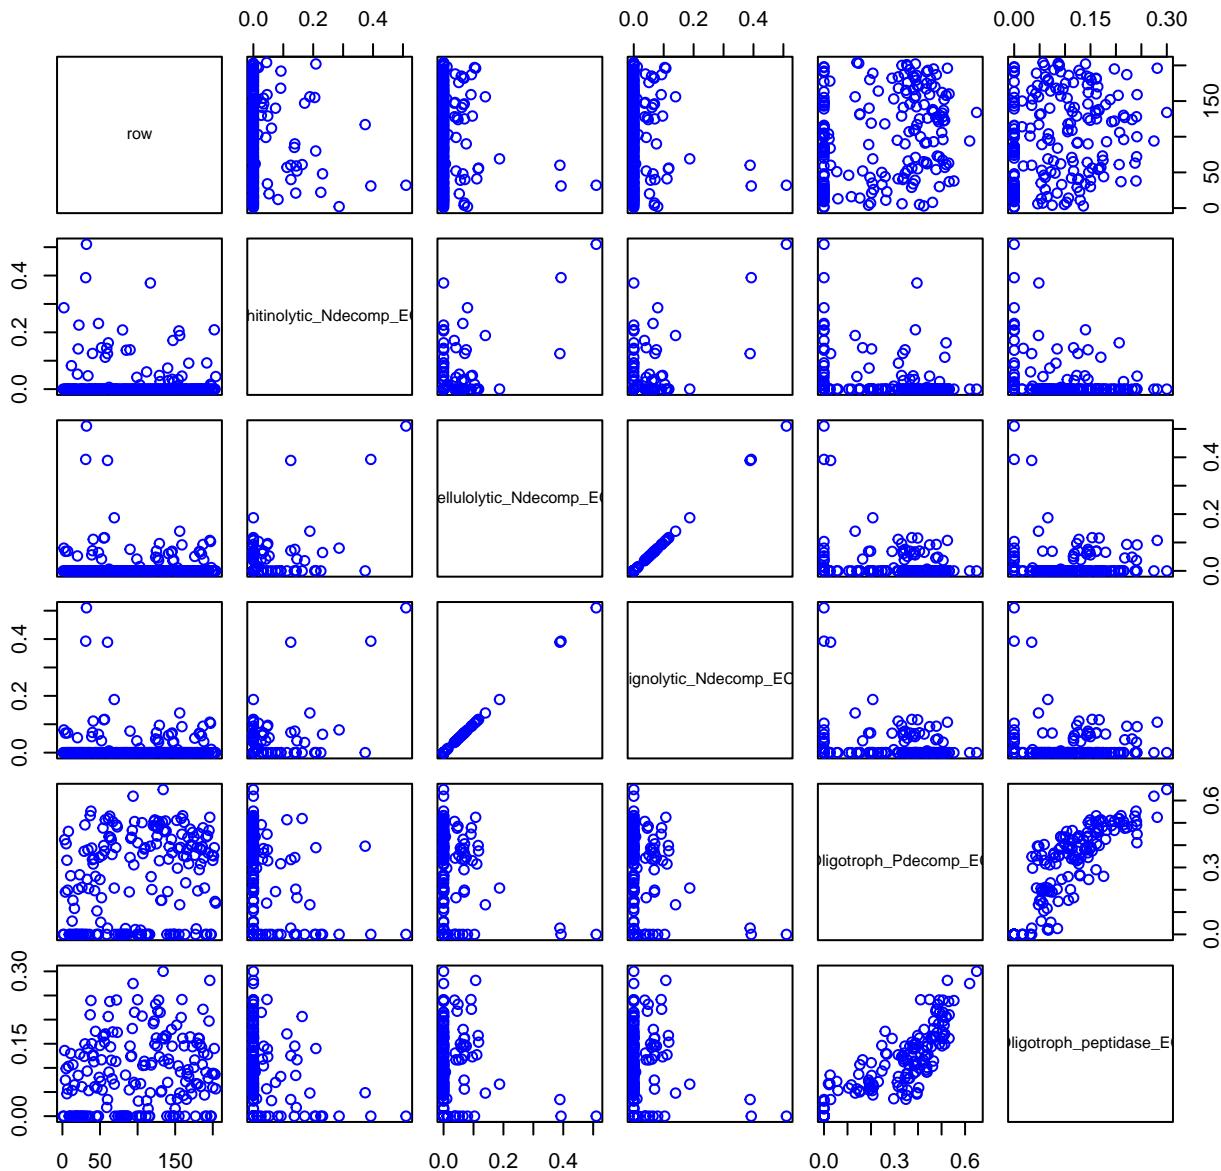 0.0 0.2 0.4 0.0 0.2 0.4 0.00 0.15 0.30
row
0 50 150
0.0 0.2 0.4
hitinolytic_Ndecomp_E
ellulolytic_Ndecomp_E
0.0 0.2 0.4
0.0 0.2 0.4
ignolytic_Ndecomp_EC
ligotroph_Pdecomp_E
0.0 0.3 0.6
0.00 0.15 0.30
ligotroph_peptidase_E
0 50 150 0.0 0.2 0.4 0.0 0.3 0.6